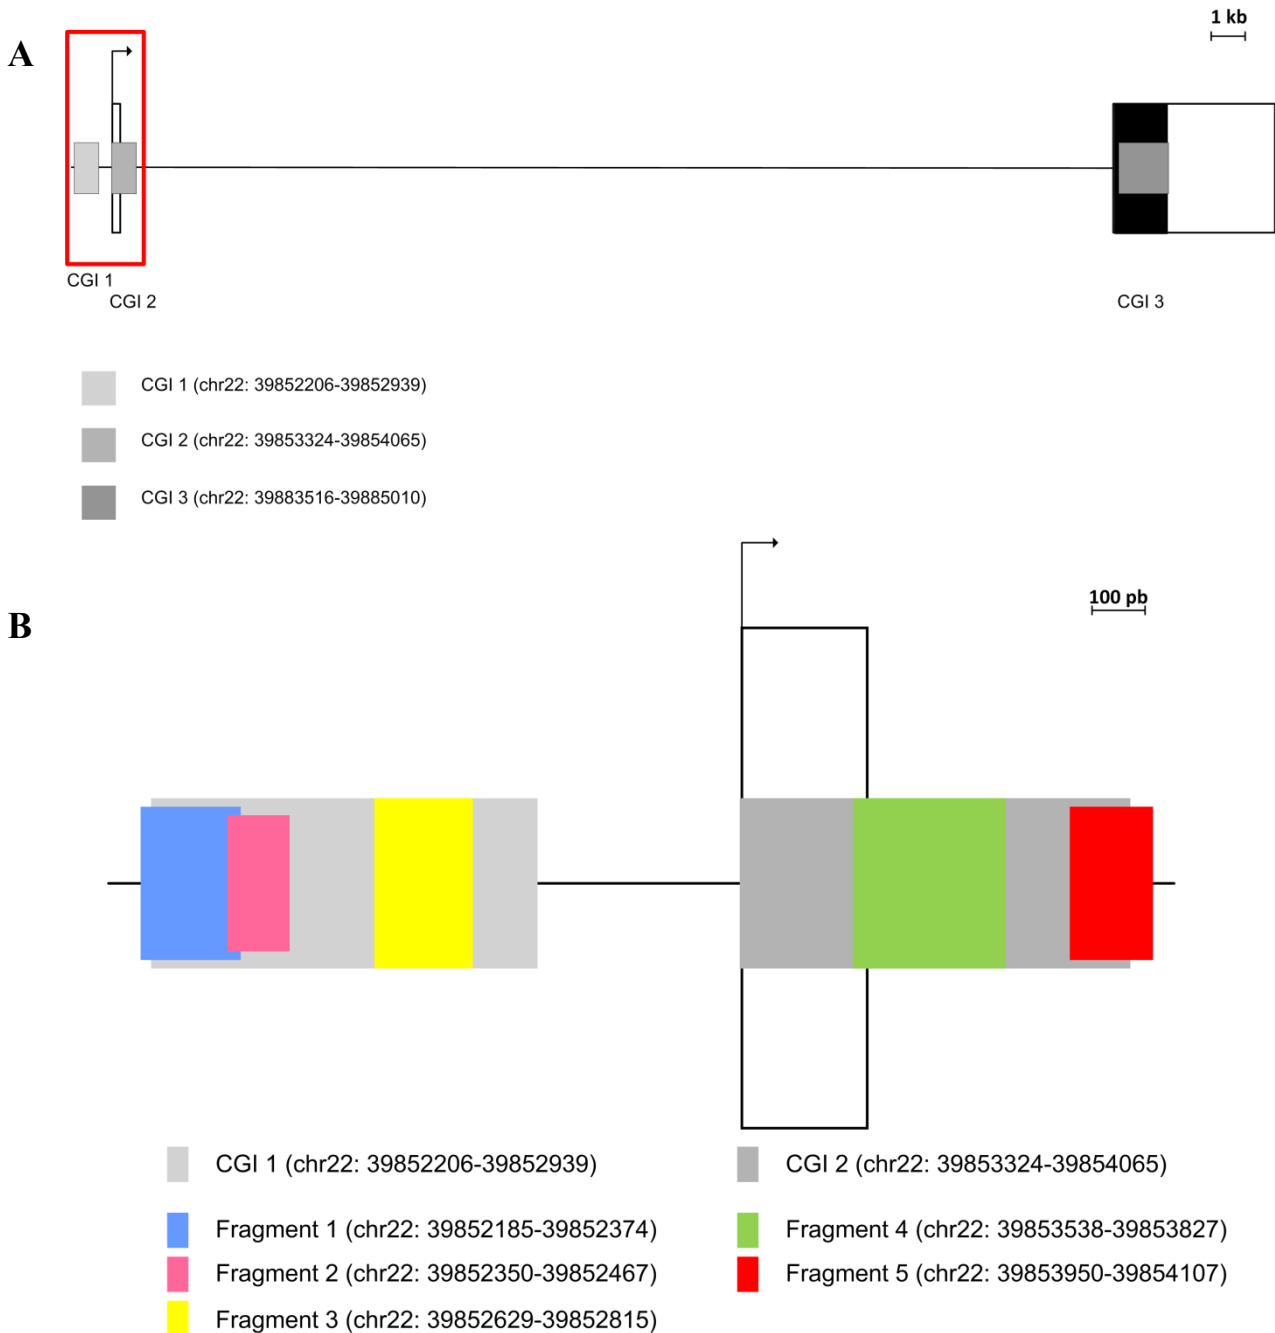 1 kb
A
CGI 1
CGI 2
CGI 3
CGI 1 (chr22: 39852206-39852939)
CGI 2 (chr22: 39853324-39854065)
CGI 3 (chr22: 39883516-39885010)
100 pb
B
CGI 1 (chr22: 39852206-39852939)
CGI 2 (chr22: 39853324-39854065)
Fragment 1 (chr22: 39852185-39852374)
Fragment 4 (chr22: 39853538-39853827)
Fragment 2 (chr22: 39852350-39852467)
Fragment 5 (chr22: 39853950-39854107)
Fragment 3 (chr22: 39852629-39852815)